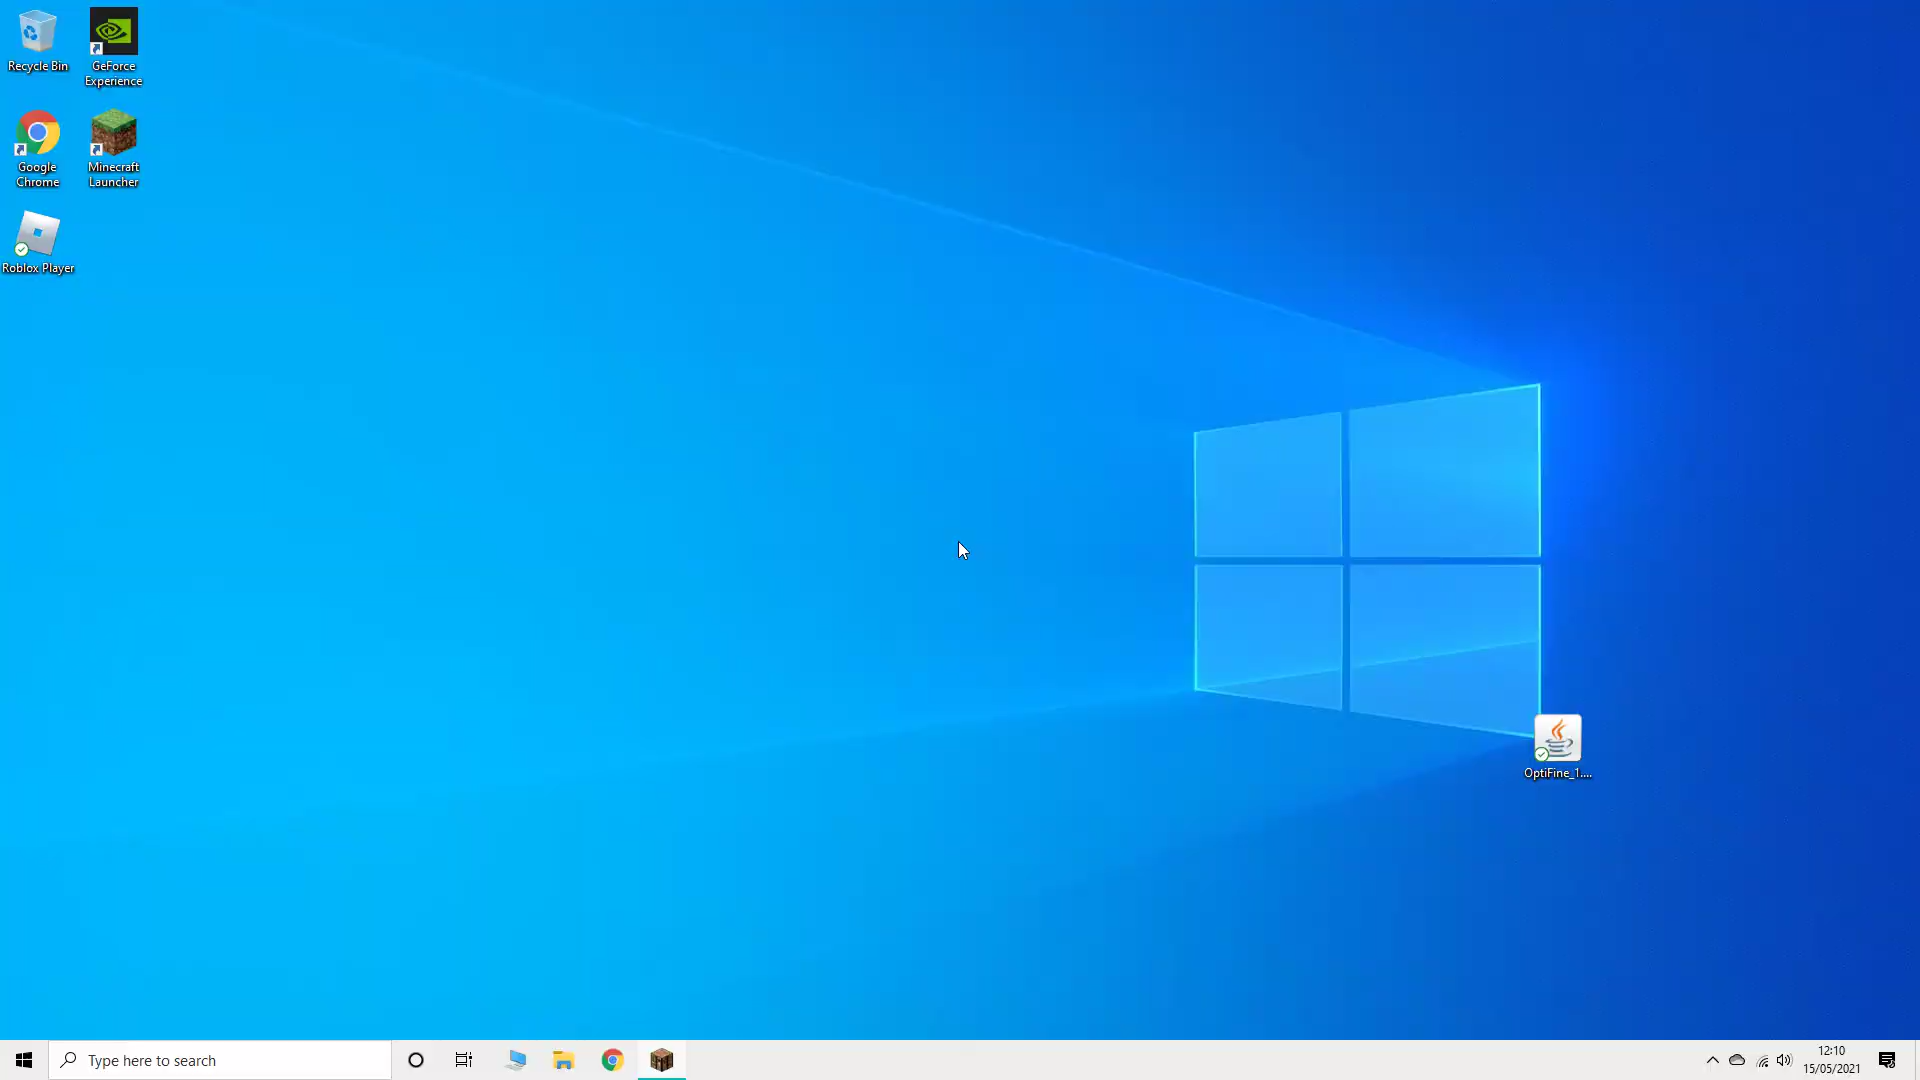 Recycle Bin
GeForce
Experience
Google
Chrome
Minecraft
Launcher
Roblox Player
OptiFine_1....
Type here to search
12:10
15/05/2021